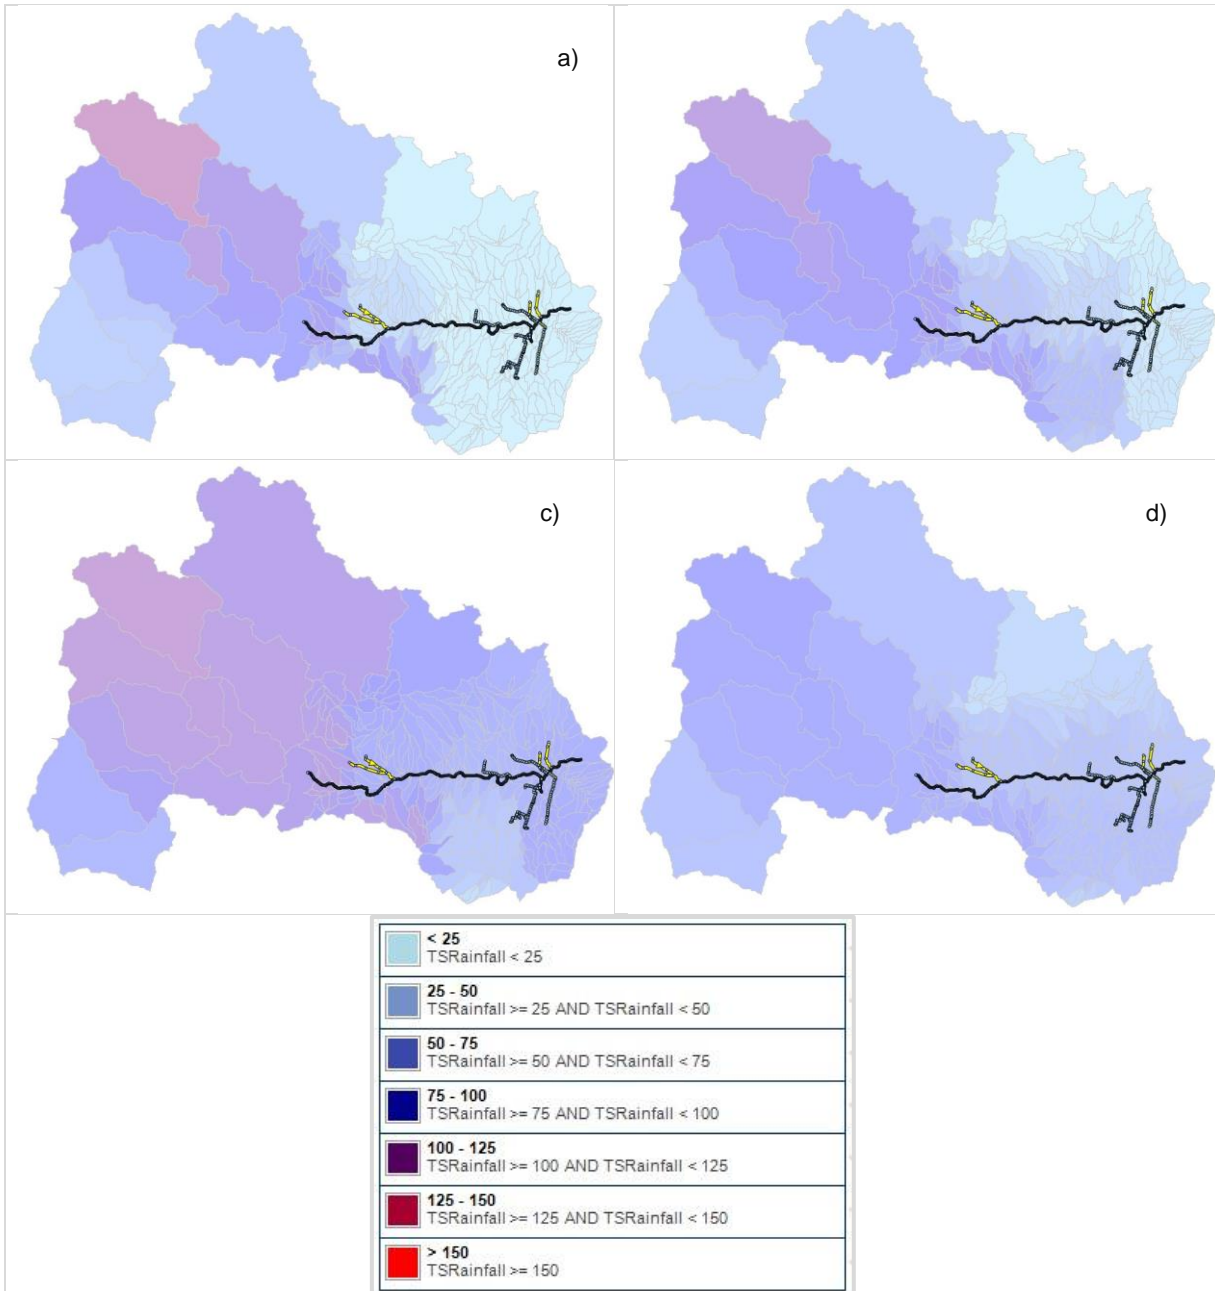 a)
c)
d)
< 25
TSRainfall < 25
25 - 50
TSRainfall >= 25 AND TSRainfall < 50
50 - 75
TSRainfall >= 50 AND TSRainfall < 75
75 - 100
TSRainfall >= 75 AND TSRainfall < 100
100 - 125
TSRainfall >= 100 AND TSRainfall < 125
125 - 150
TSRainfall >= 125 AND TSRainfall < 150
> 150
TSRainfall >= 150